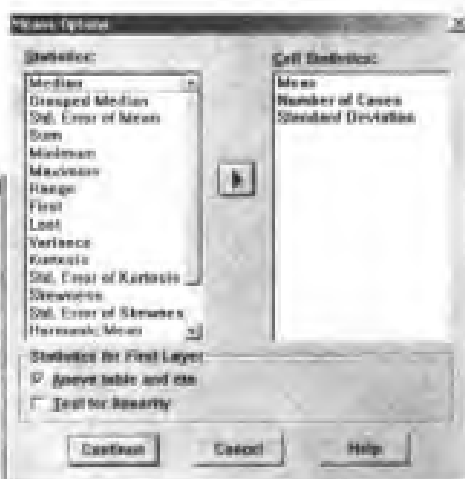 Means: Options
Statistics:
Median
Grouped Median
Std. Error of Mean
Sum
Minimum
Maximum
Range
First
Last
Variance
Kurtosis
Std. Error of Kurtosis
Skewness
Std. Error of Skewnes
Harmonic Mean
Cell Statistics:
Mean
Number of Cases
Standard Deviation
Statistics for First Layer
Anova table and eta
Test for linearity
Continue
Cancel
Help